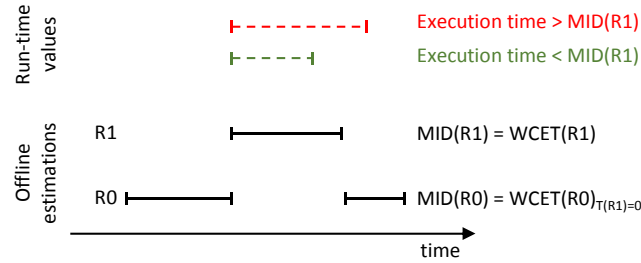 Run-time
values
Execution time > MID(R1)
Execution time < MID(R1)
Offline
estimations
R1
MID(R1) = WCET(R1)
R0
MID(R0) = WCET(R0)T(R1)=0
time